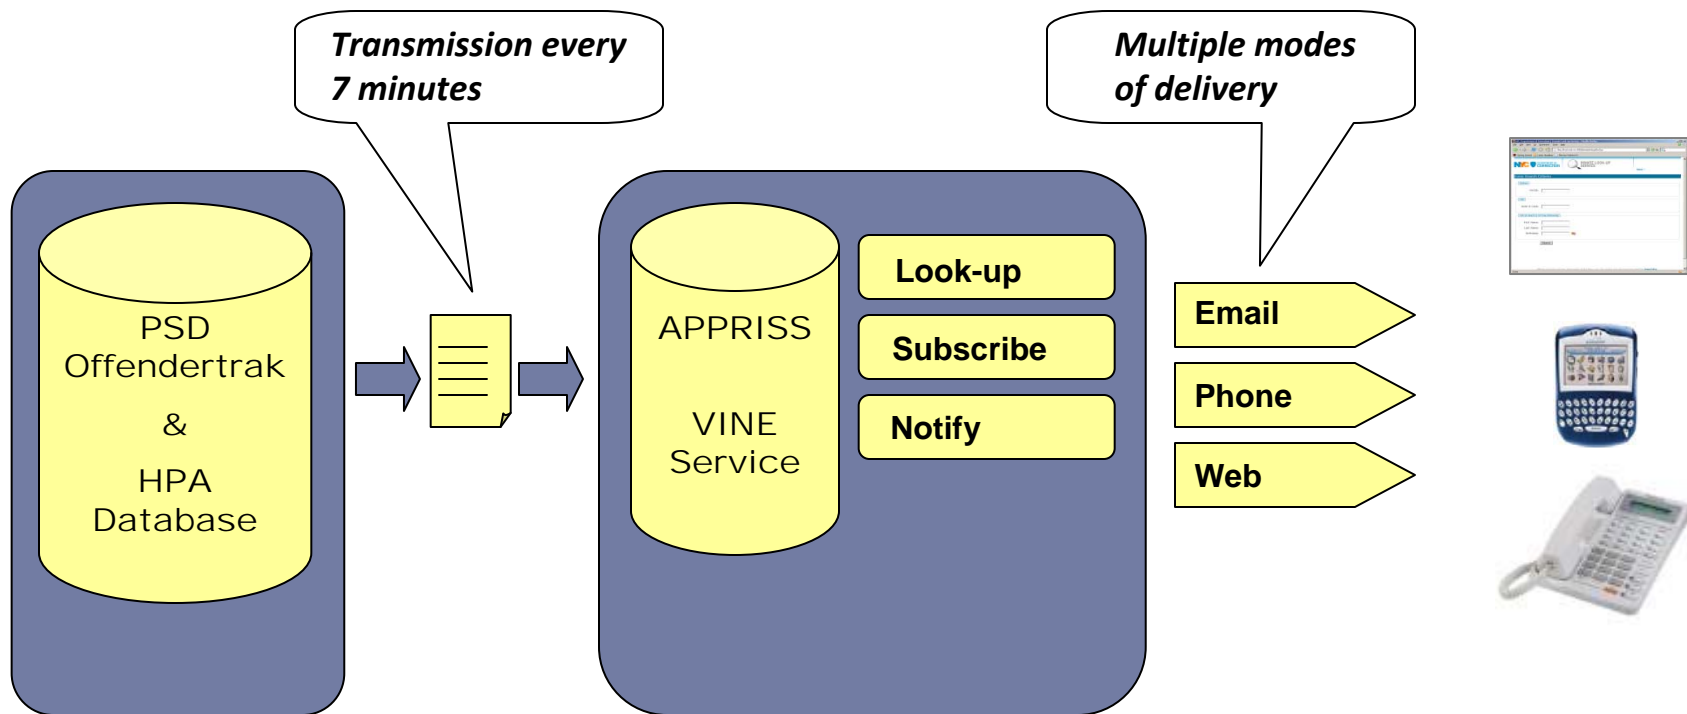 Transmission every
7 minutes
Multiple modes
of delivery
PSD
Offendertrak
&
HPA
Database
APPRISS
VINE
Service
Look-up
Subscribe
Notify
Email
Phone
Web
NYC